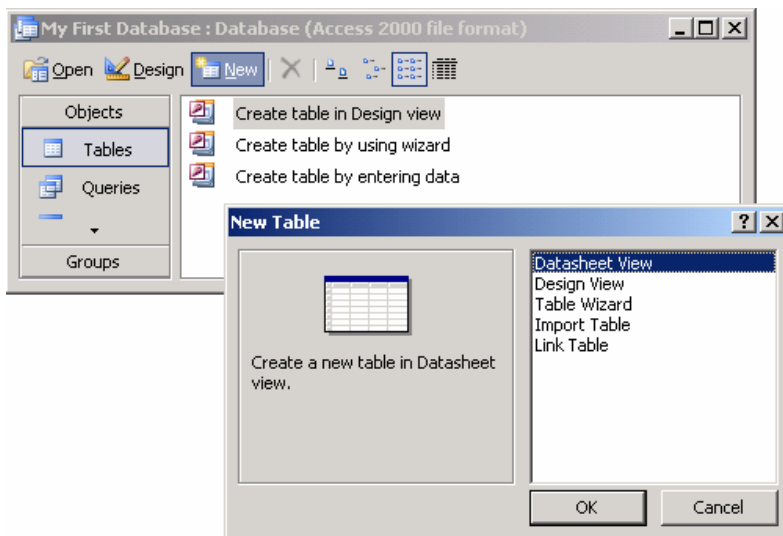 My First Database : Database (Access 2000 file format)
Open Design New
Objects
Tables
Queries
Groups
Create table in Design view
Create table by using wizard
Create table by entering data
New Table
Create a new table in Datasheet
view.
Datasheet View
Design View
Table Wizard
Import Table
Link Table
OK Cancel